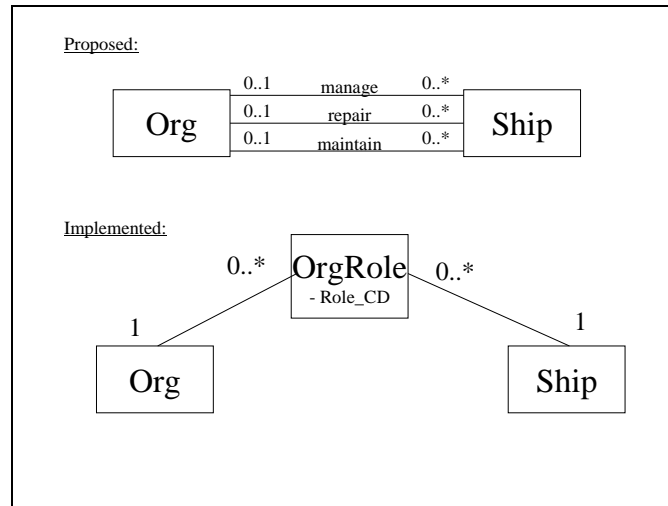 Proposed:
0..1 manage 0..*
0..1 repair 0..*
0..1 maintain 0..*
Org
Ship
Implemented:
OrgRole
- Role_CD
0..*
0..*
1
1
Org
Ship